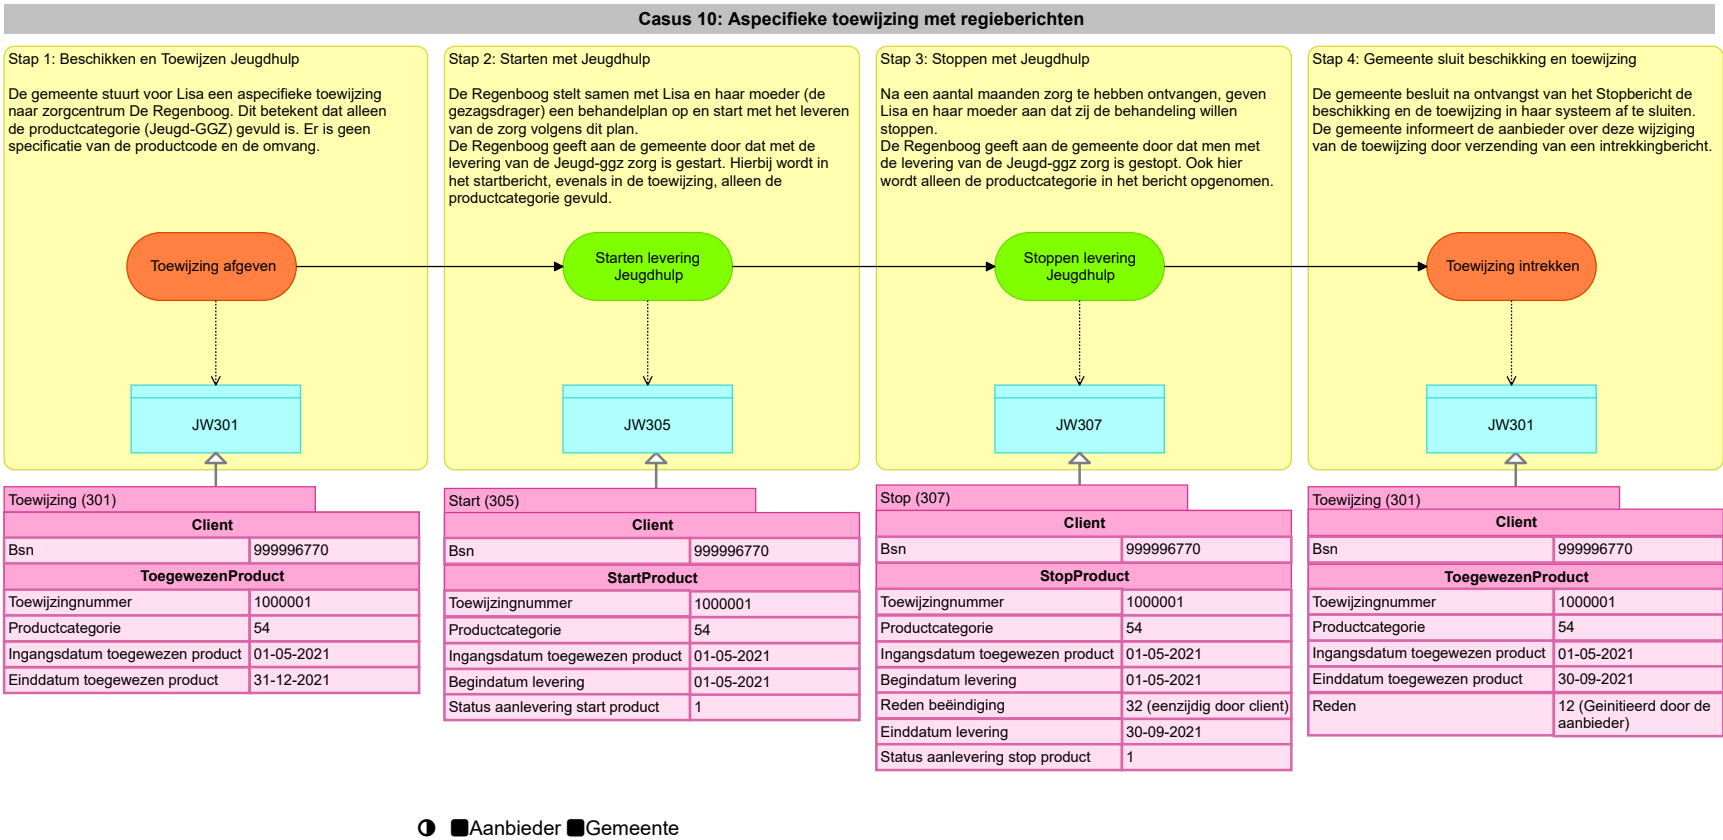 Casus 10: Aspecifieke toewijzing met regieberichten
Stap 1: Beschikken en Toewijzen Jeugdhulp
De gemeente stuurt voor Lisa een aspecifieke toewijzing
naar zorgcentrum De Regenboog. Dit betekent dat alleen
de productcategorie (Jeugd-GGZ) gevuld is. Er is geen
specificatie van de productcode en de omvang.
Toewijzing afgeven
JW301
Toewijzing (301)
Client
Bsn 999996770
ToegewezenProduct
Toewijzingnummer 1000001
Productcategorie 54
Ingangsdatum toegewezen product 01-05-2021
Einddatum toegewezen product 31-12-2021
Stap 2: Starten met Jeugdhulp
De Regenboog stelt samen met Lisa en haar moeder (de
gezagsdrager) een behandelplan op en start met het leveren
van de zorg volgens dit plan.
De Regenboog geeft aan de gemeente door dat met de
levering van de Jeugd-ggz zorg is gestart. Hierbij wordt in
het startbericht, evenals in de toewijzing, alleen de
productcategorie gevuld.
Starten levering
Jeugdhulp
JW305
Start (305)
Client
Bsn 999996770
StartProduct
Toewijzingnummer 1000001
Productcategorie 54
Ingangsdatum toegewezen product 01-05-2021
Begindatum levering 01-05-2021
Status aanlevering start product 1
Stap 3: Stoppen met Jeugdhulp
Na een aantal maanden zorg te hebben ontvangen, geven
Lisa en haar moeder aan dat zij de behandeling willen
stoppen.
De Regenboog geeft aan de gemeente door dat men met
de levering van de Jeugd-ggz zorg is gestopt. Ook hier
wordt alleen de productcategorie in het bericht opgenomen.
Stoppen levering
Jeugdhulp
JW307
Stop (307)
Client
Bsn 999996770
StopProduct
Toewijzingnummer 1000001
Productcategorie 54
Ingangsdatum toegewezen product 01-05-2021
Begindatum levering 01-05-2021
Reden beëindiging 32 (eenzijdig door client)
Einddatum levering 30-09-2021
Status aanlevering stop product 1
Stap 4: Gemeente sluit beschikking en toewijzing
De gemeente besluit na ontvangst van het Stopbericht de
beschikking en de toewijzing in haar systeem af te sluiten.
De gemeente informeert de aanbieder over deze wijziging
van de toewijzing door verzending van een intrekkingbericht.
Toewijzing intrekken
JW301
Toewijzing (301)
Client
Bsn 999996770
ToegewezenProduct
Toewijzingnummer 1000001
Productcategorie 54
Ingangsdatum toegewezen product 01-05-2021
Einddatum toegewezen product 30-09-2021
Reden 12 (Geinitieerd door de
aanbieder)
Aanbieder Gemeente